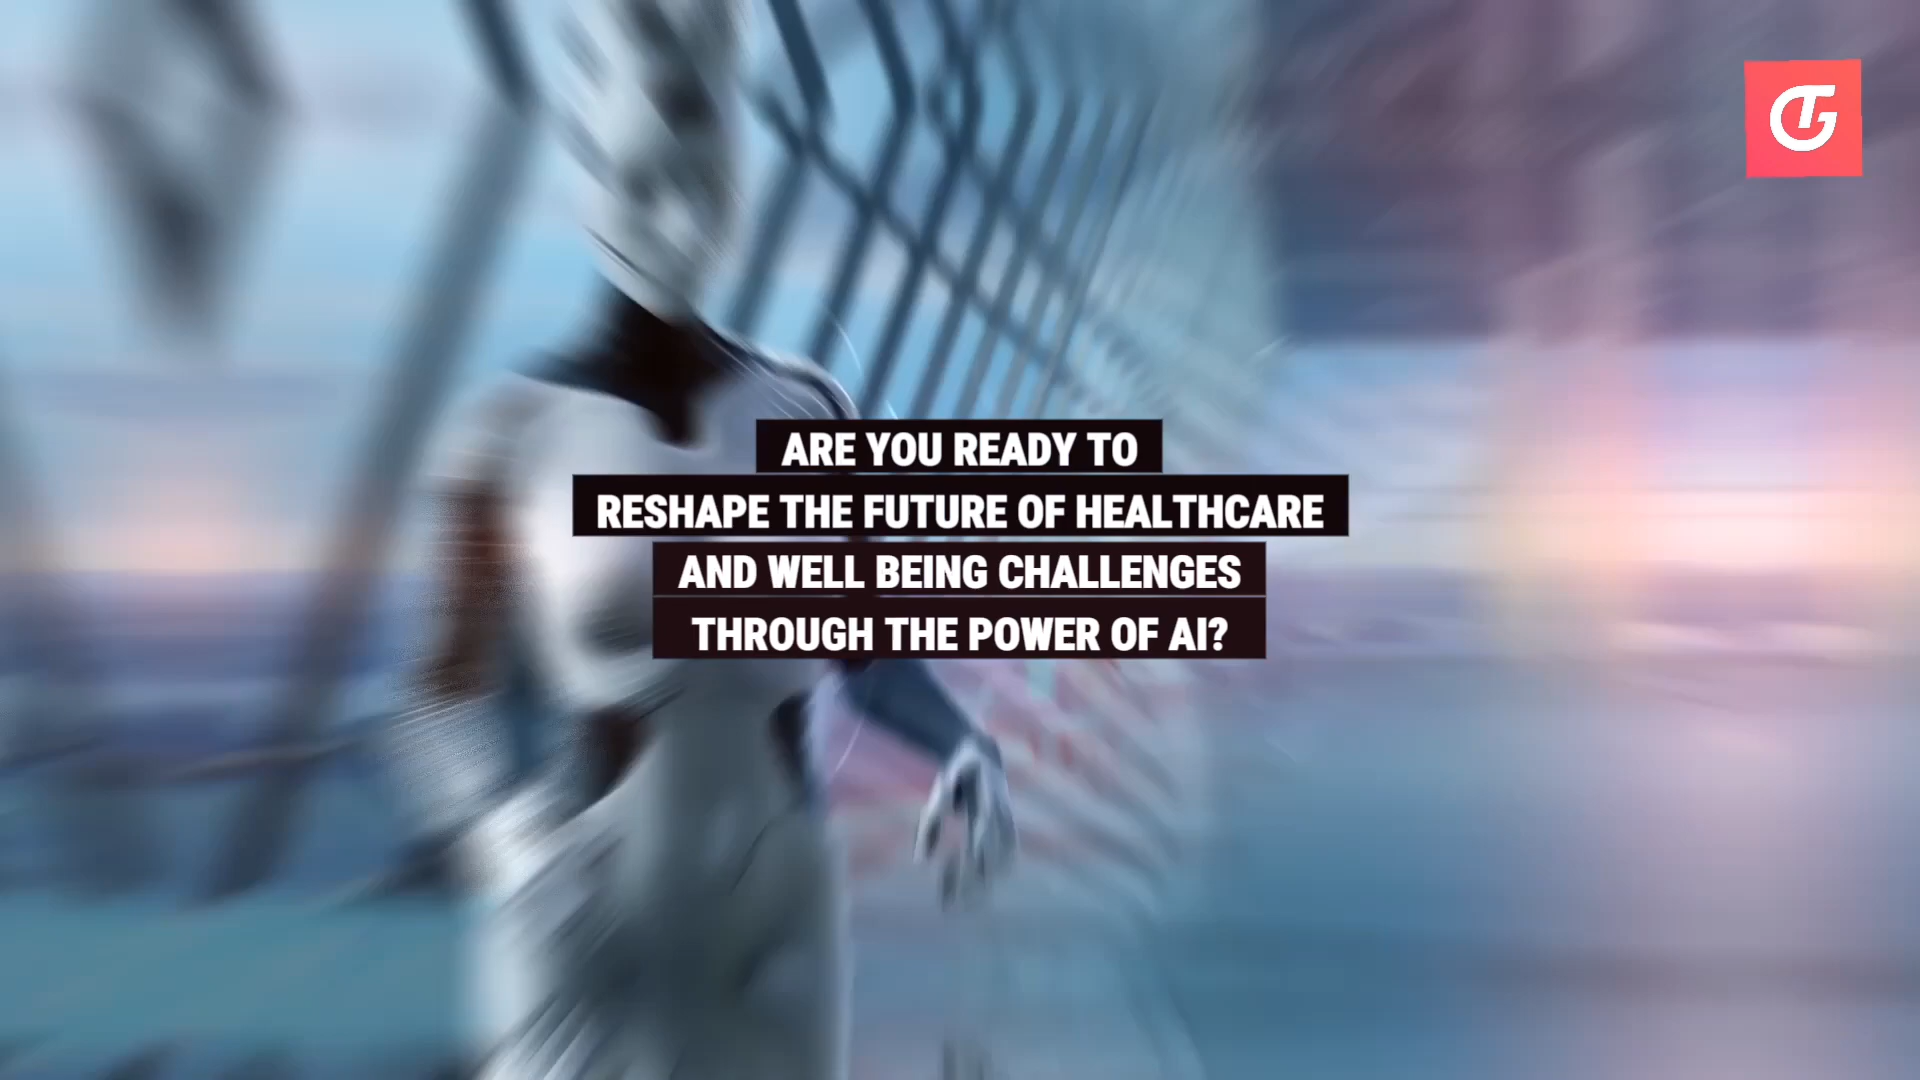 ARE YOU READY TO
RESHAPE THE FUTURE OF HEALTHCARE
AND WELL BEING CHALLENGES
THROUGH THE POWER OF AI?